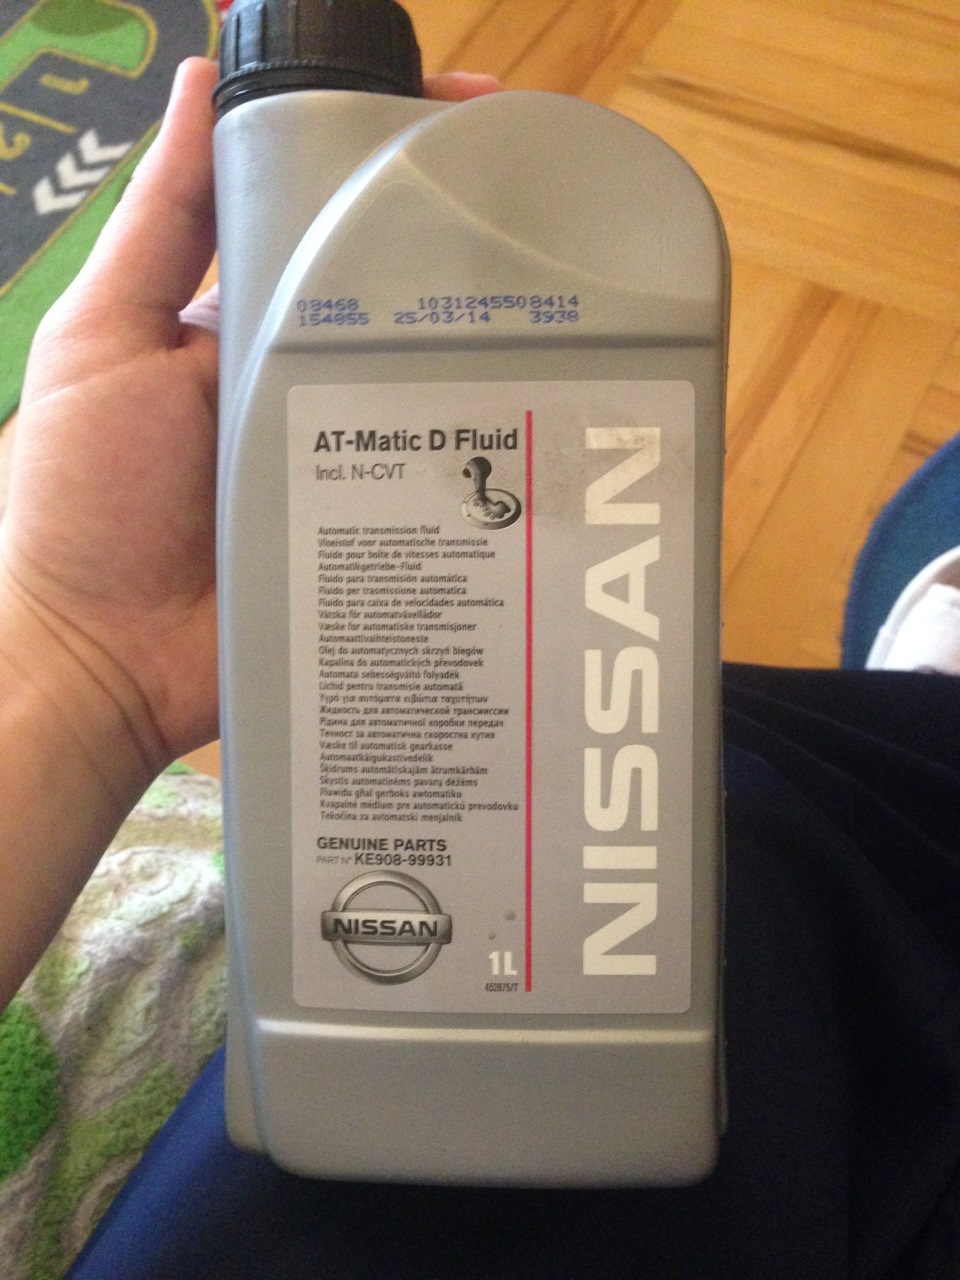 1
2
08468 1031245508414
154855 25/03/14 3938
AT-Matic D Fluid
Incl. N-CVT
Automatic transmission fluid
Vloeistof voor automatische transmissie
Fluide pour boîte de vitesses automatique
Automatikgetriebe-Fluid
Fluido para transmisión automática
Fluido per trasmissione automatica
Fluido para caixa de velocidades automática
Vätska för automatväxellådor
Væske for automatiske transmisjoner
Automaattivaihteistoneste
Olej do automatycznych skrzyń biegów
Kapalina do automatických převodovek
Automata sebességváltó folyadék
Lichid pentru transmisie automată
Υγρό για αυτόματα κιβώτια ταχυτήτων
Жидкость для автоматической трансмиссии
Рідина для автоматичної коробки передач
Течност за автоматична скоростна кутия
Væske til automatisk gearkasse
Automaatkäigukastivedelik
Šķidrums automātiskajām ātrumkārbām
Skystis automatinėms pavarų dėžėms
Fluwidu għal gerboks awtomatiku
Kvapalné médium pre automatickú prevodovku
Tekočina za avtomatski menjalnik
GENUINE PARTS
PART N° KE908-99931
NISSAN
1L
452875/T
NISSAN